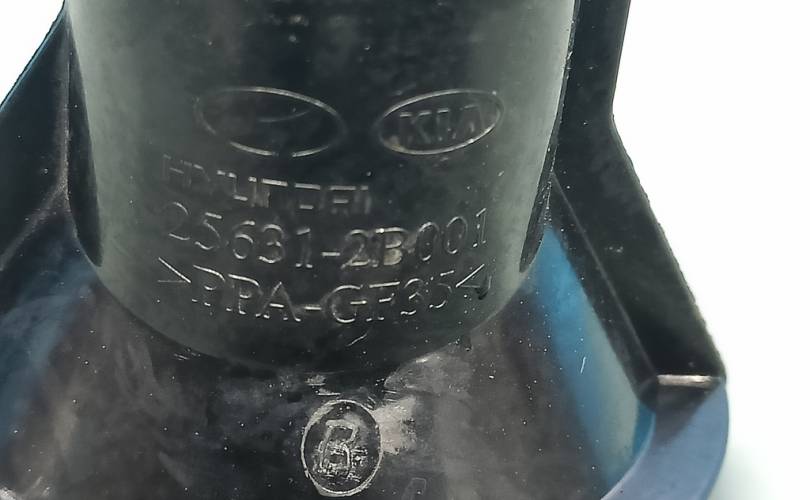 KIA
HYUNDAI
25631-2B001
>PPA-GF35<
B